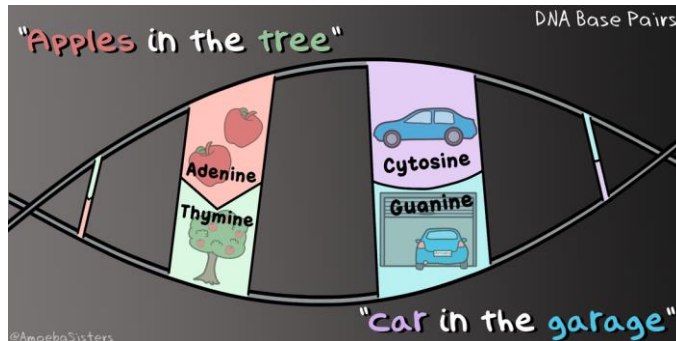 DNA Base Pairs
"Apples in the tree"
Adenine
Thymine
Cytosine
Guanine
"car in the garage"
@AmoebaSisters